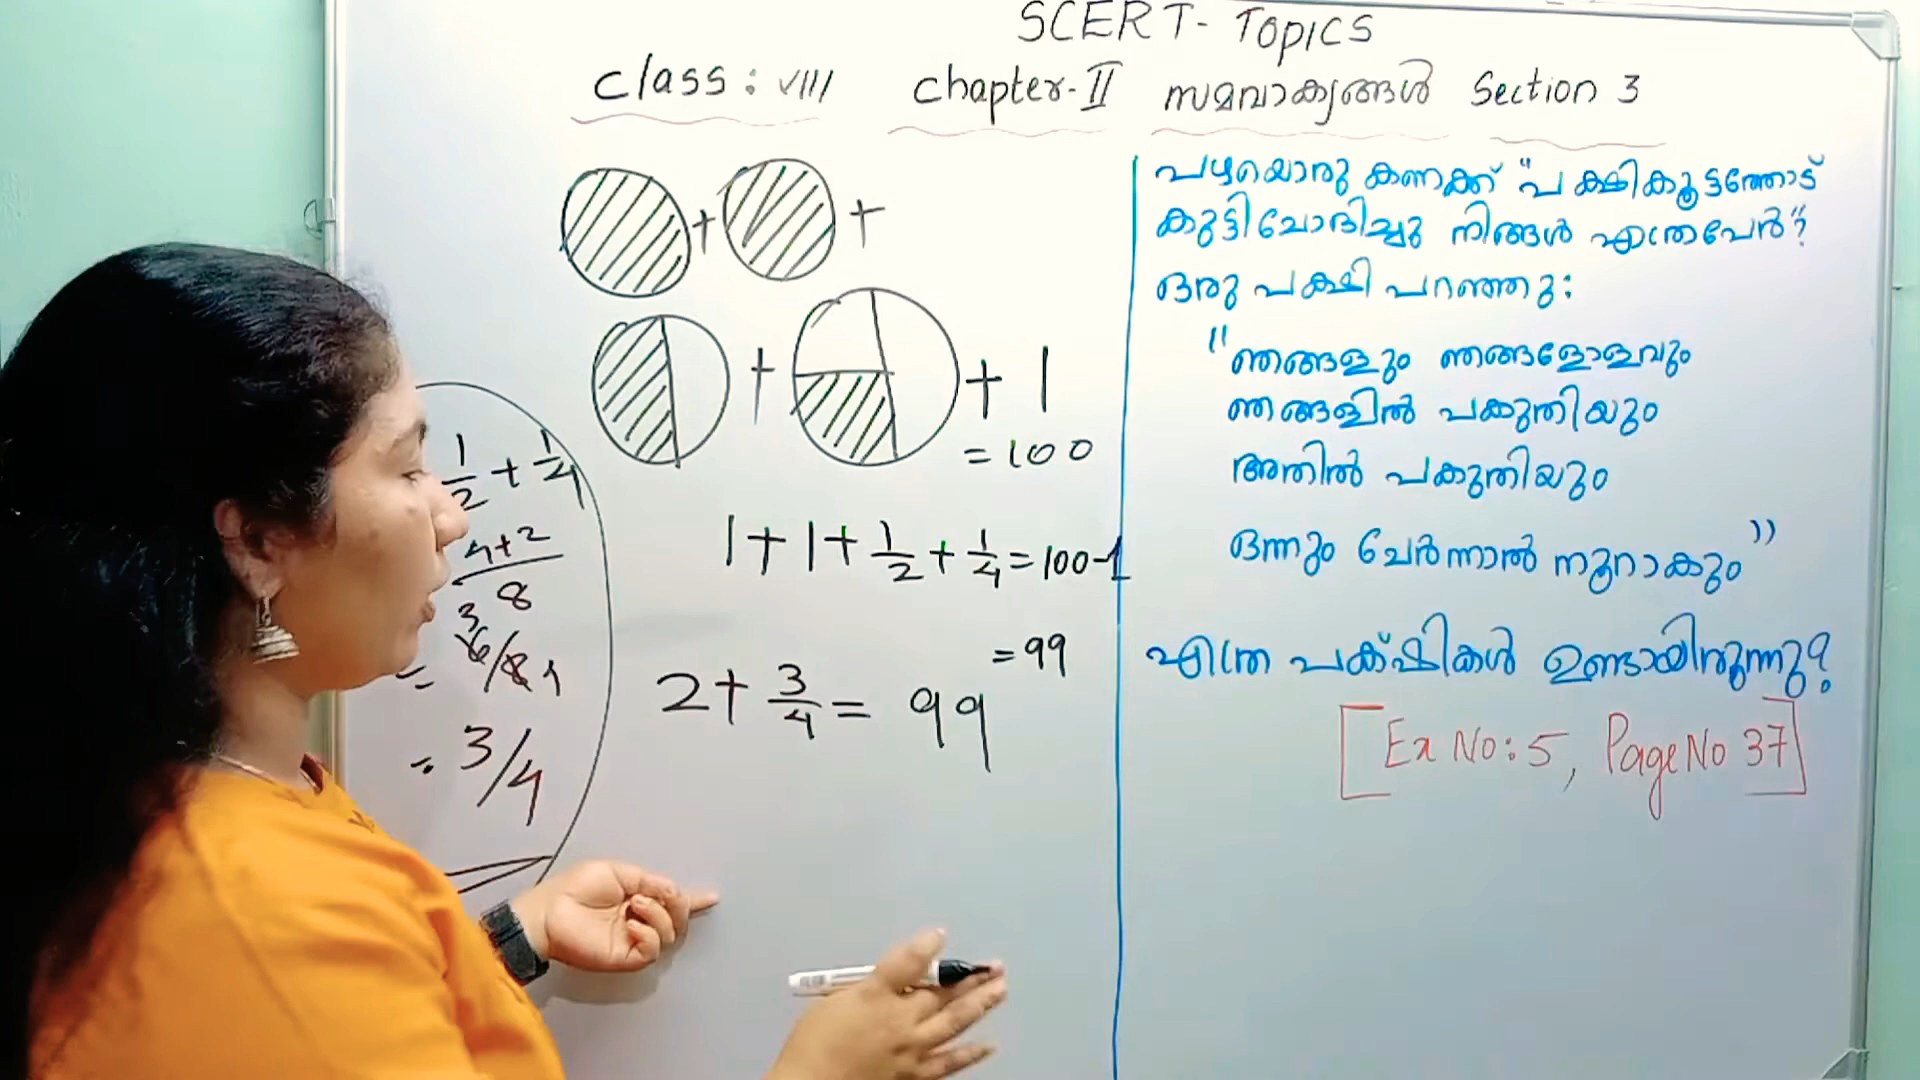 SCERT- TOPICS
class: VIII chapter-II സമവാക്യങ്ങൾ Section 3
+ +
+ + 1
= 100
1/2 + 1/4
4+2/8
= 6/8 3 4
= 3/4
1+1+1/2+1/4=100-1
=99
2+3/4= 99
പഴയൊരു കണക്ക് "പക്ഷികൂട്ടത്തോട്
കുട്ടി ചോദിച്ചു നിങ്ങൾ എത്രപേർ"?
ഒരു പക്ഷി പറഞ്ഞു:
"ഞങ്ങളും ഞങ്ങളോളവും
ഞങ്ങളിൽ പകുതിയും
അതിൽ പകുതിയും
ഒന്നും ചേർന്നാൽ നൂറാകും"
എത്ര പക്ഷികൾ ഉണ്ടായിരുന്നു?
[Ex No:5, Page No 37]